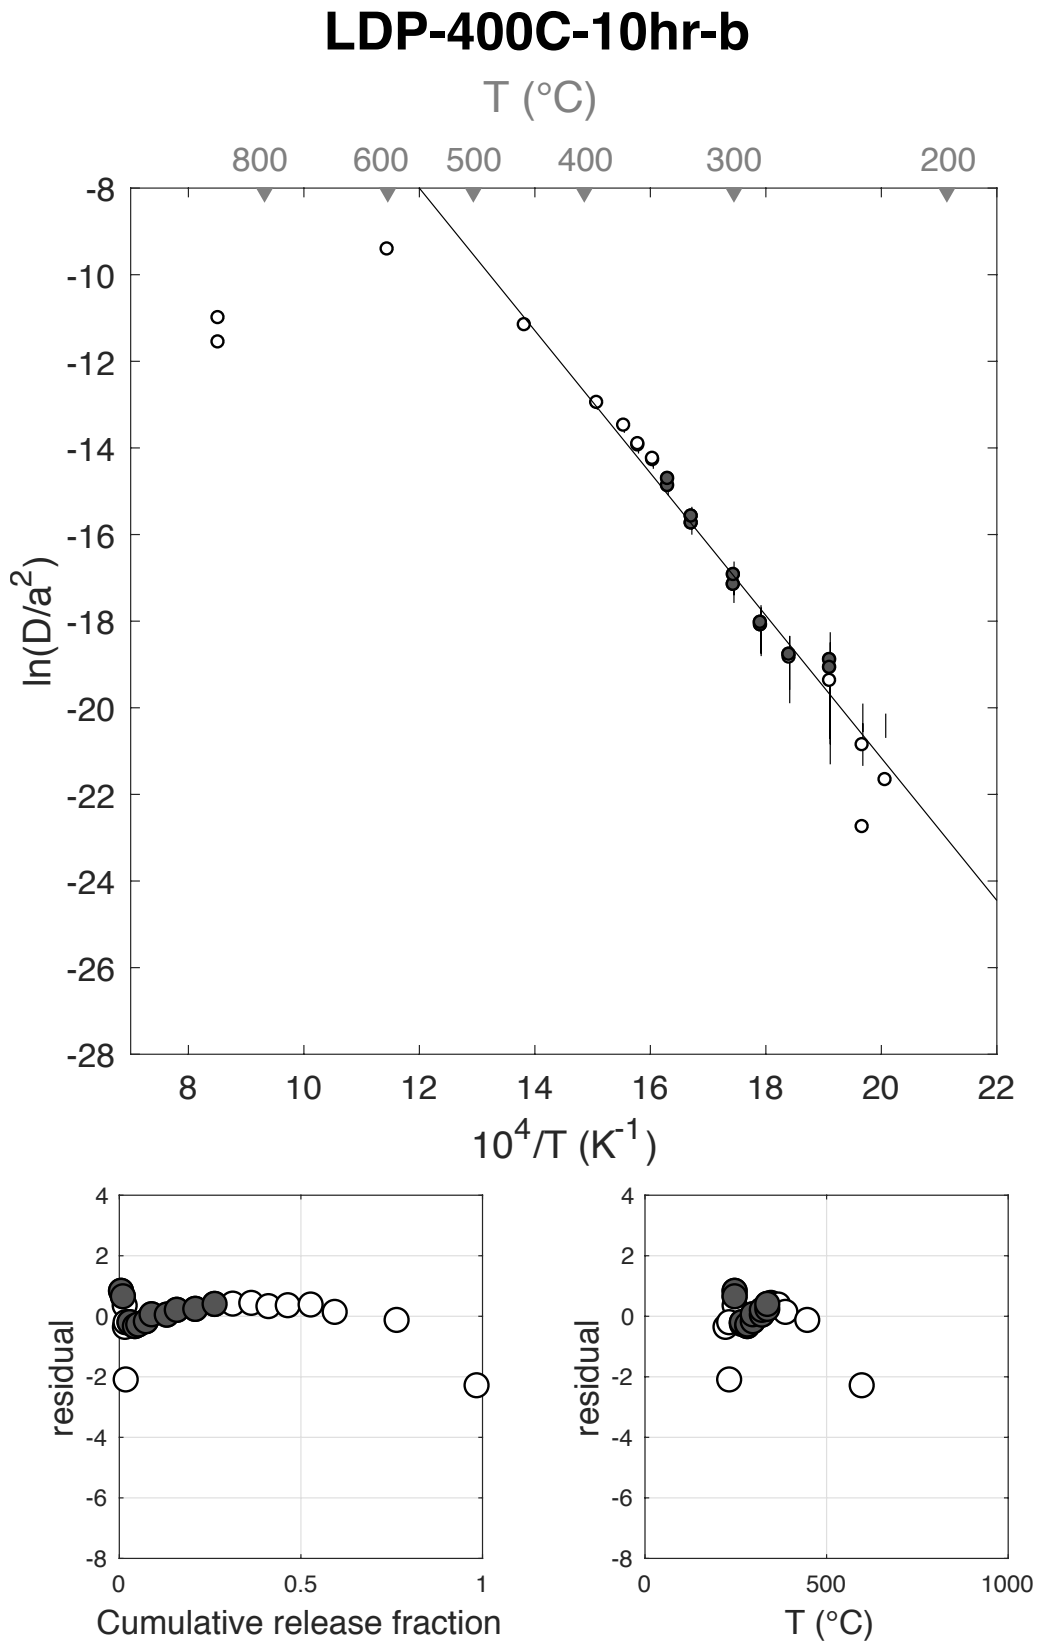 LDP-400C-10hr-b
T (°C)
800 600 500 400 300 200
-8
-10
-12
-14
-16
-18
-20
-22
-24
-26
-28
ln(D/a²)
8 10 12 14 16 18 20 22
10⁴/T (K⁻¹)
4
2
0
-2
-4
-6
-8
residual
0 0.5 1
Cumulative release fraction
4
2
0
-2
-4
-6
-8
residual
0 500 1000
T (°C)